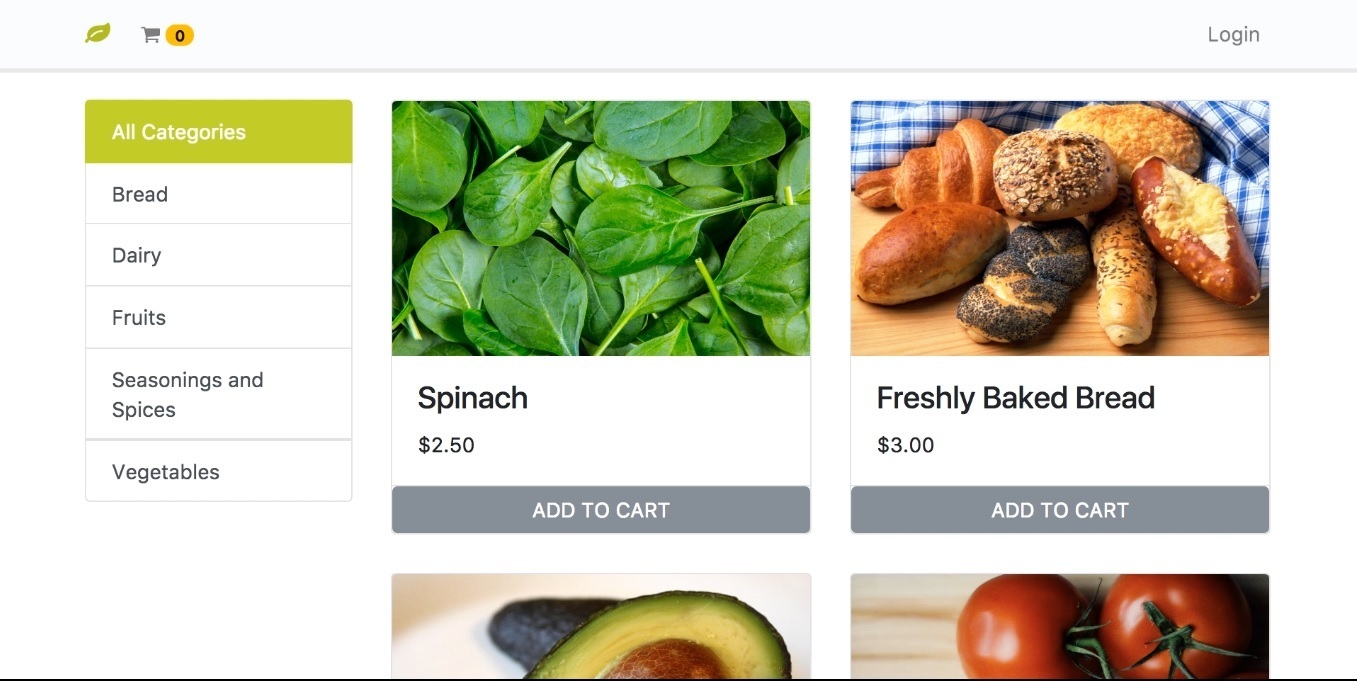 0
Login
All Categories
Bread
Dairy
Fruits
Seasonings and
Spices
Vegetables
Spinach
$2.50
ADD TO CART
Freshly Baked Bread
$3.00
ADD TO CART